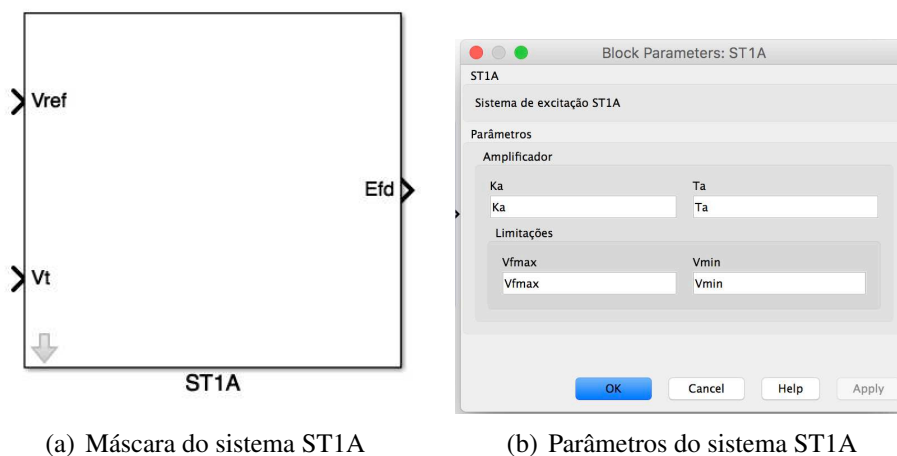 Vref
Efd
Vt
ST1A
Block Parameters: ST1A
ST1A
Sistema de excitação ST1A
Parâmetros
Amplificador
Ka Ta
Ka Ta
Limitações
Vfmax Vmin
Vfmax Vmin
OK Cancel Help Apply
(a) Máscara do sistema ST1A
(b) Parâmetros do sistema ST1A